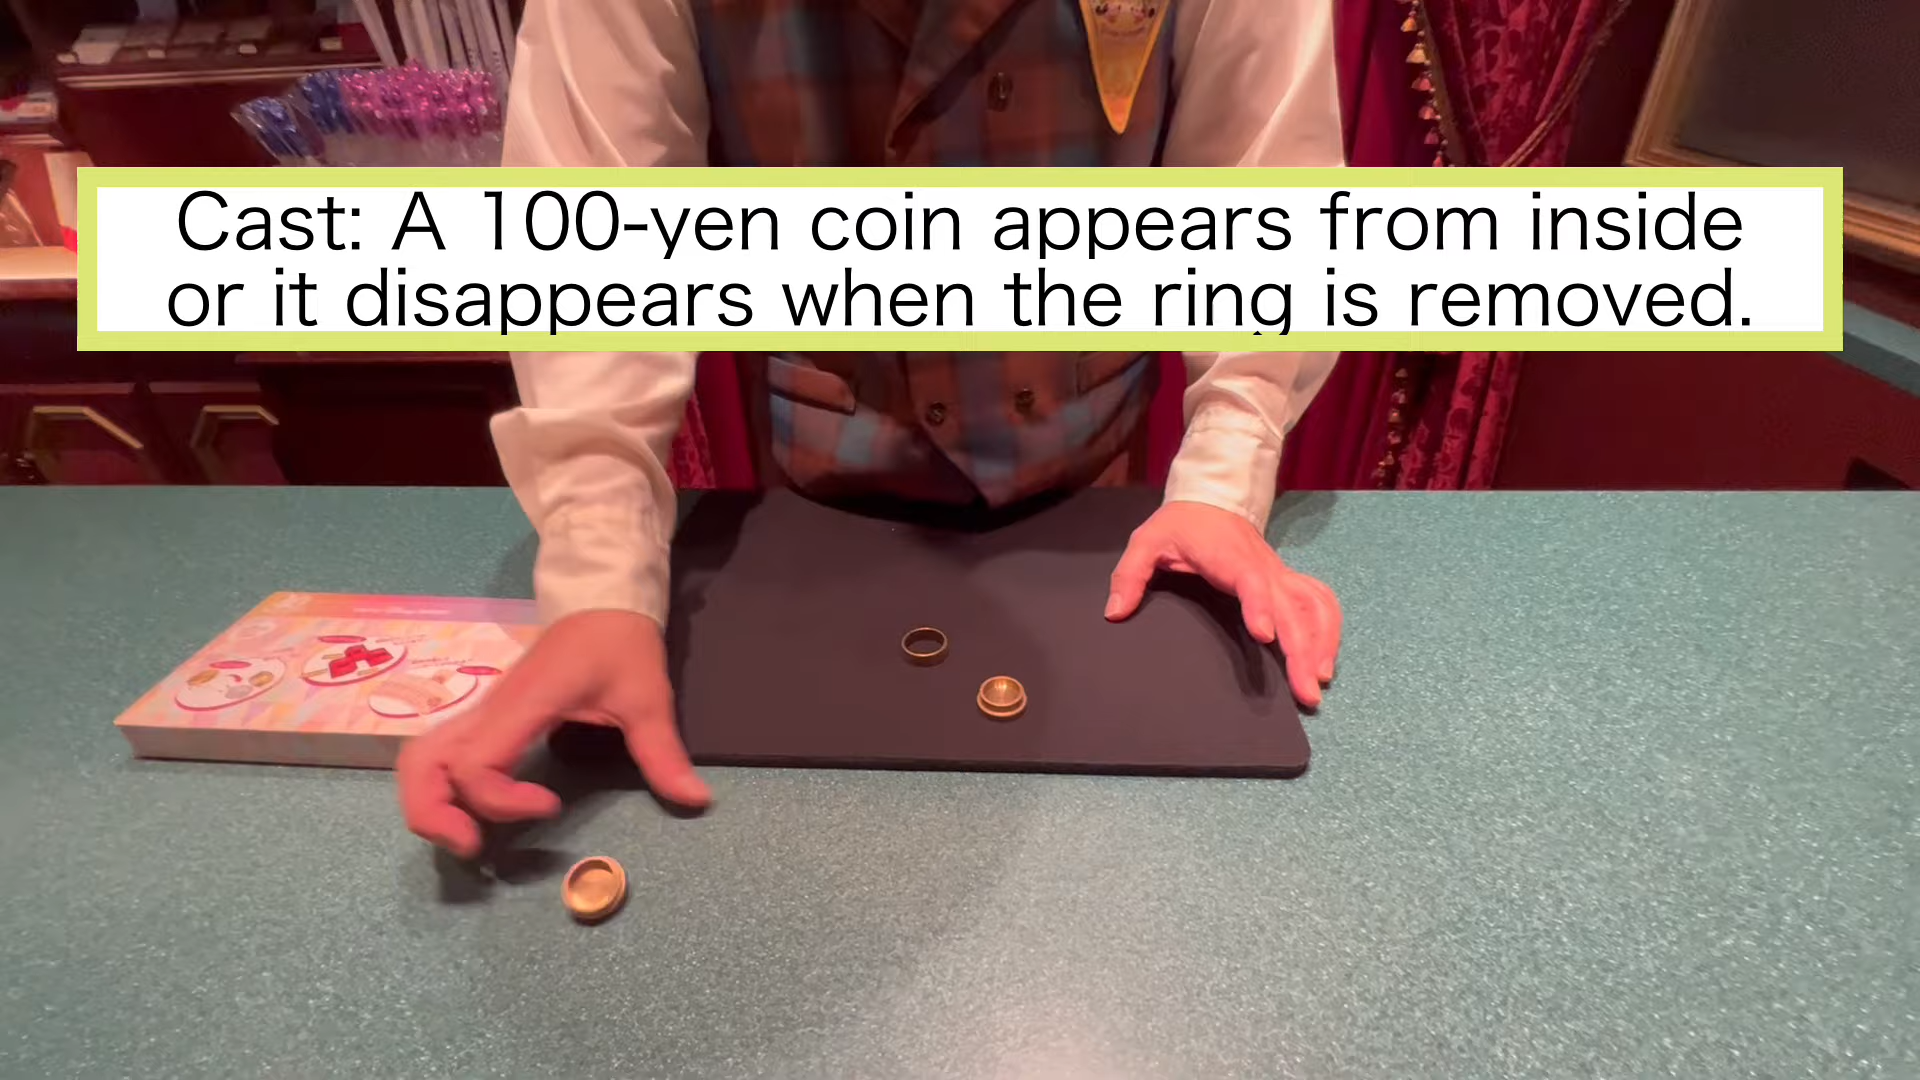 Cast: A 100-yen coin appears from inside
or it disappears when the ring is removed.